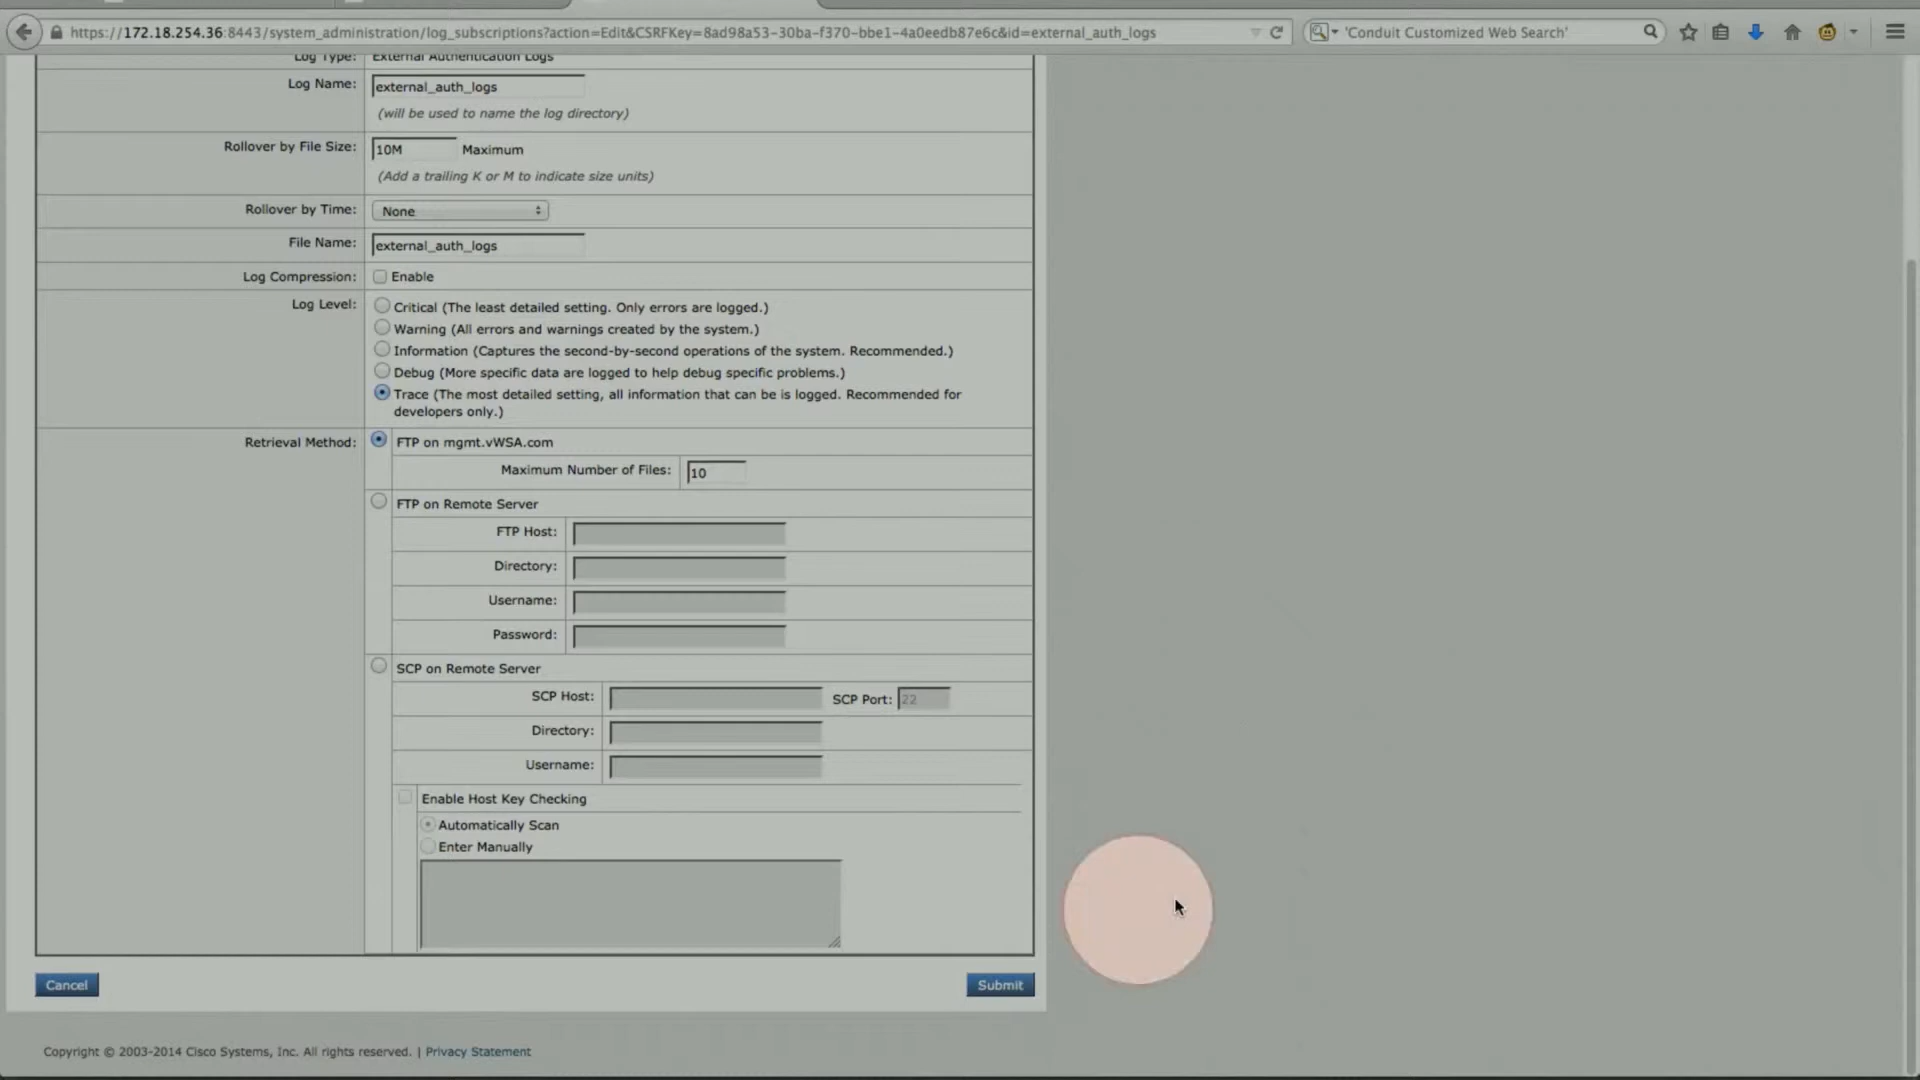 https://172.18.254.36:8443/system_administration/log_subscriptions?action=Edit&CSRFKey=8ad98a53-30ba-f370-bbe1-4a0eedb87e6c&id=external_auth_logs
'Conduit Customized Web Search'
Log Type: External Authentication Logs
Log Name: external_auth_logs
(will be used to name the log directory)
Rollover by File Size: 10M Maximum
(Add a trailing K or M to indicate size units)
Rollover by Time: None
File Name: external_auth_logs
Log Compression: Enable
Log Level: Critical (The least detailed setting. Only errors are logged.)
Warning (All errors and warnings created by the system.)
Information (Captures the second-by-second operations of the system. Recommended.)
Debug (More specific data are logged to help debug specific problems.)
Trace (The most detailed setting, all information that can be is logged. Recommended for
developers only.)
Retrieval Method: FTP on mgmt.vWSA.com
Maximum Number of Files: 10
FTP on Remote Server
FTP Host:
Directory:
Username:
Password:
SCP on Remote Server
SCP Host: SCP Port: 22
Directory:
Username:
Enable Host Key Checking
Automatically Scan
Enter Manually
Cancel Submit
Copyright © 2003-2014 Cisco Systems, Inc. All rights reserved. | Privacy Statement